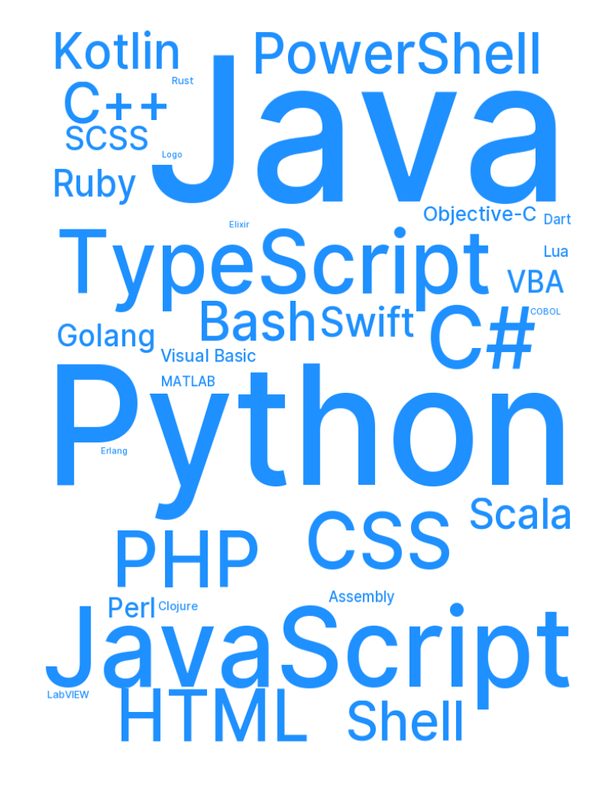 Kotlin
PowerShell
Java
Rust
C++
SCSS
Logo
Ruby
Objective-C
Dart
Elixir
TypeScript
Lua
VBA
Bash
Swift
C#
COBOL
Golang
Visual Basic
MATLAB
Python
Erlang
Scala
CSS
PHP
Assembly
Perl
Clojure
JavaScript
LabVIEW
HTML
Shell